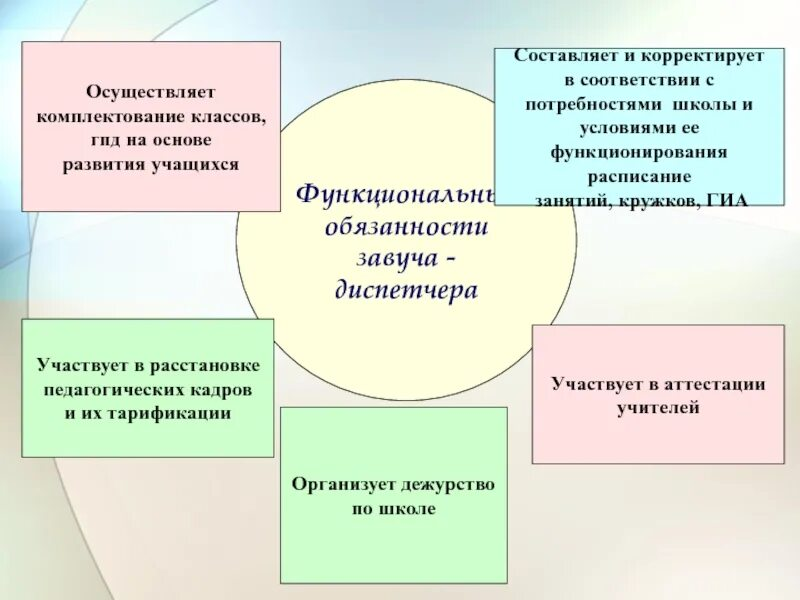 Осуществляет
комплектование классов,
гпд на основе
развития учащихся
Составляет и корректирует
в соответствии с
потребностями школы и
условиями ее
функционирования
расписание
занятий, кружков, ГИА
Функциональны
обязанности
завуча -
диспетчера
Участвует в расстановке
педагогических кадров
и их тарификации
Организует дежурство
по школе
Участвует в аттестации
учителей